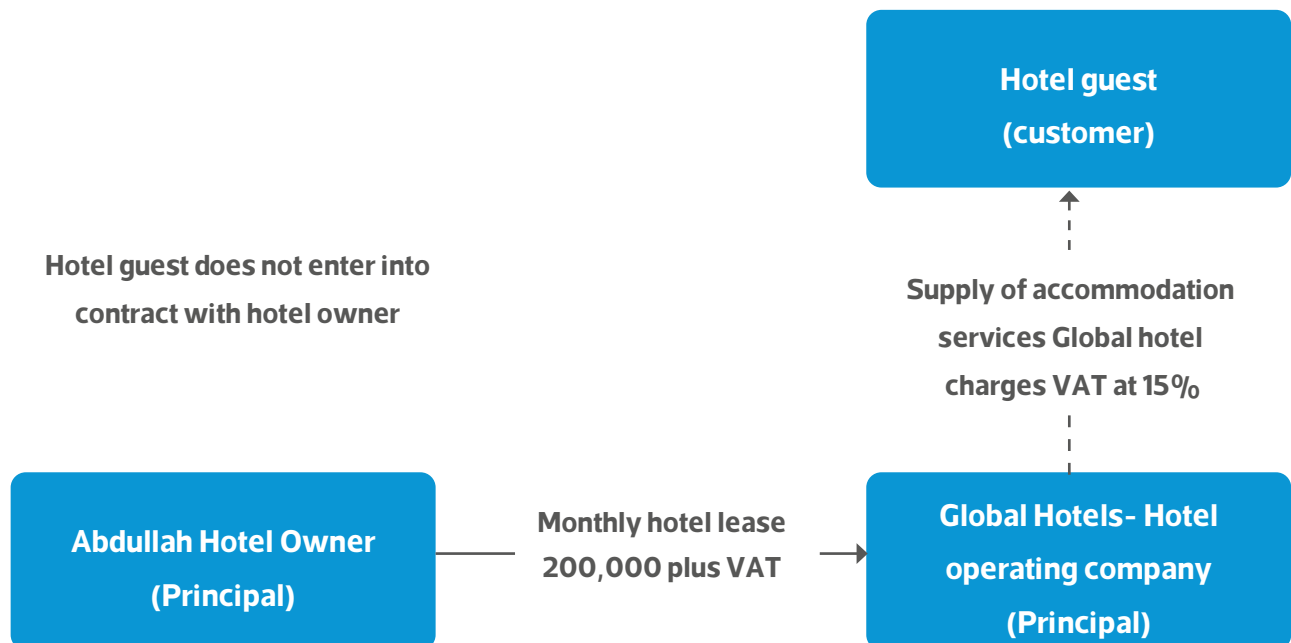 Hotel guest
(customer)
Hotel guest does not enter into
contract with hotel owner
Supply of accommodation
services Global hotel
charges VAT at 15%
Abdullah Hotel Owner
(Principal)
Monthly hotel lease
200,000 plus VAT
Global Hotels- Hotel
operating company
(Principal)